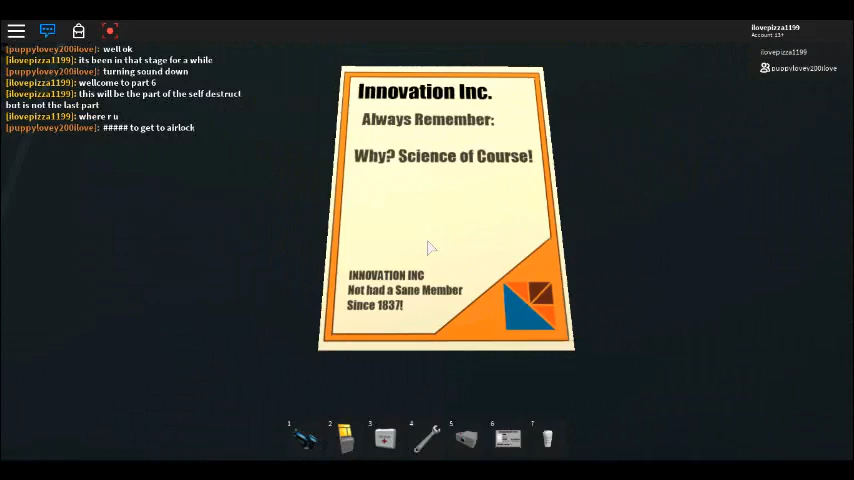 [puppylovey200ilove]: well ok
[ilovepizza1199]: its been in that stage for a while
[puppylovey200ilove]: turning sound down
[ilovepizza1199]: wellcome to part 6
[ilovepizza1199]: this will be the part of the self destruct
but is not the last part
[ilovepizza1199]: where r u
[puppylovey200ilove]: ##### to get to airlock
ilovepizza1199
Account: 13+
ilovepizza1199
puppylovey200ilove
Innovation Inc.
Always Remember:
Why? Science of Course!
INNOVATION INC
Not had a Sane Member
Since 1837!
1 2 3 4 5 6 7